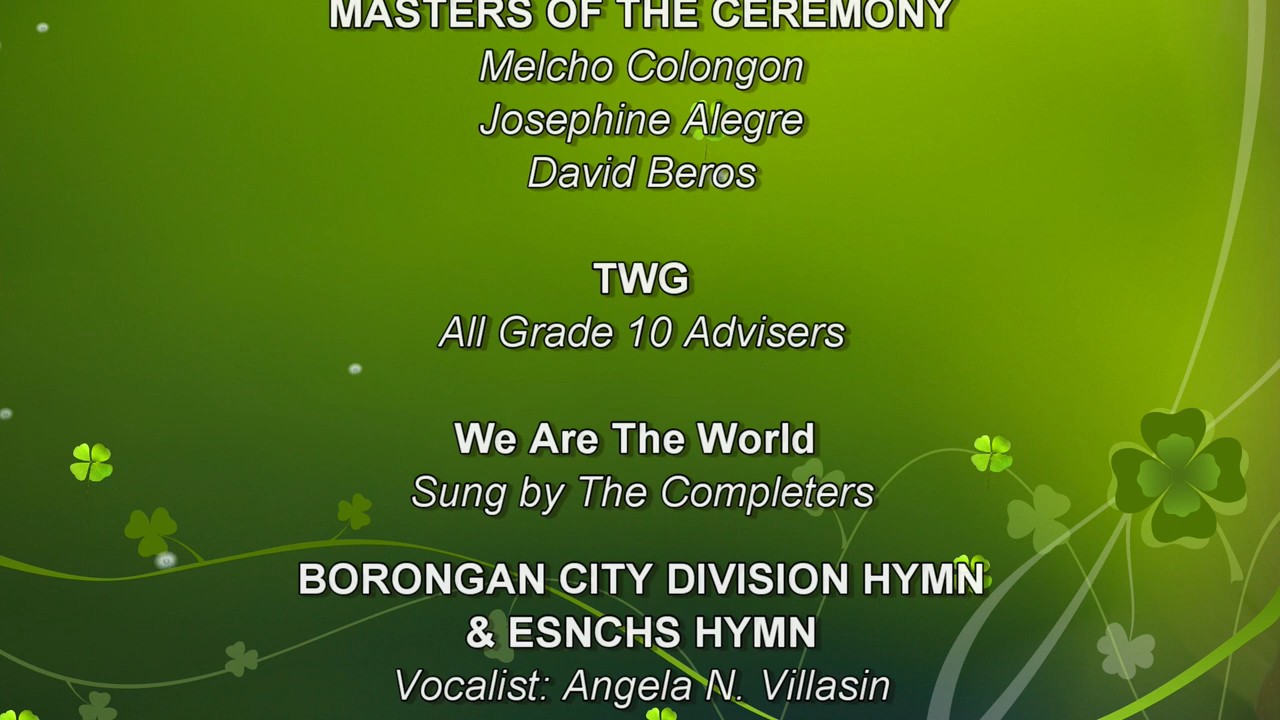 MASTERS OF THE CEREMONY
Melcho Colongon
Josephine Alegre
David Beros
TWG
All Grade 10 Advisers
We Are The World
Sung by The Completers
BORONGAN CITY DIVISION HYMN
& ESNCHS HYMN
Vocalist: Angela N. Villasin